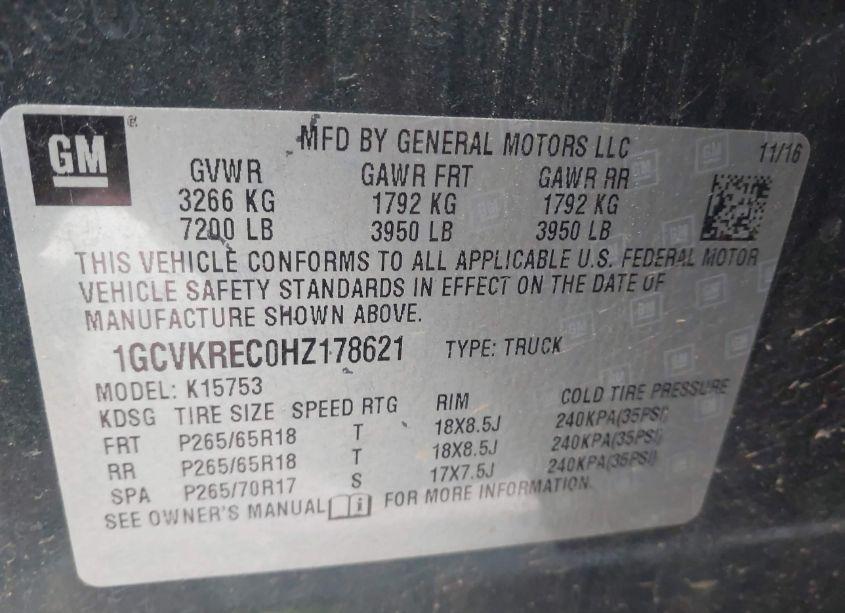 GM
MFD BY GENERAL MOTORS LLC 11/16
GVWR GAWR FRT GAWR RR
3266 KG 1792 KG 1792 KG
7200 LB 3950 LB 3950 LB
THIS VEHICLE CONFORMS TO ALL APPLICABLE U.S. FEDERAL MOTOR
VEHICLE SAFETY STANDARDS IN EFFECT ON THE DATE OF
MANUFACTURE SHOWN ABOVE.
1GCVKREC0HZ178621 TYPE: TRUCK
MODEL: K15753
KDSG TIRE SIZE SPEED RTG RIM COLD TIRE PRESSURE
FRT P265/65R18 T 18X8.5J 240KPA(35PSI)
RR P265/65R18 T 18X8.5J 240KPA(35PSI)
SPA P265/70R17 S 17X7.5J 240KPA(35PSI)
SEE OWNER'S MANUAL i FOR MORE INFORMATION.